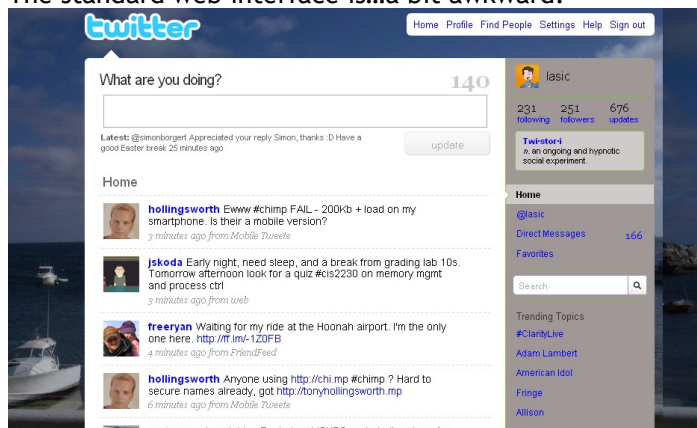 The standard web interface is...a bit awkward.
twitter
Home Profile Find People Settings Help Sign out
What are you doing?
140
Latest: @simonborgert Appreciated your reply Simon, thanks :D Have a
good Easter break 25 minutes ago
update
Home
hollingsworth Ewww #chimp FAIL - 200Kb + load on my
smartphone. Is their a mobile version?
3 minutes ago from Mobile Tweete
jskoda Early night, need sleep, and a break from grading lab 10s.
Tomorrow afternoon look for a quiz #cis2230 on memory mgmt
and process ctrl
3 minutes ago from web
freeryan Waiting for my ride at the Hoonah airport. I'm the only
one here. http://ff.im/-1Z0FB
4 minutes ago from FriendFeed
hollingsworth Anyone using http://chi.mp #chimp ? Hard to
secure names already, got http://tonyhollingsworth.mp
6 minutes ago from Mobile Tweete
lasic
231 251 676
following followers updates
Twi·stor·i
n. an ongoing and hypnotic
social experiment.
Home
@lasic
Direct Messages 166
Favorites
Search
Trending Topics
#ClarityLive
Adam Lambert
American Idol
Fringe
Allison